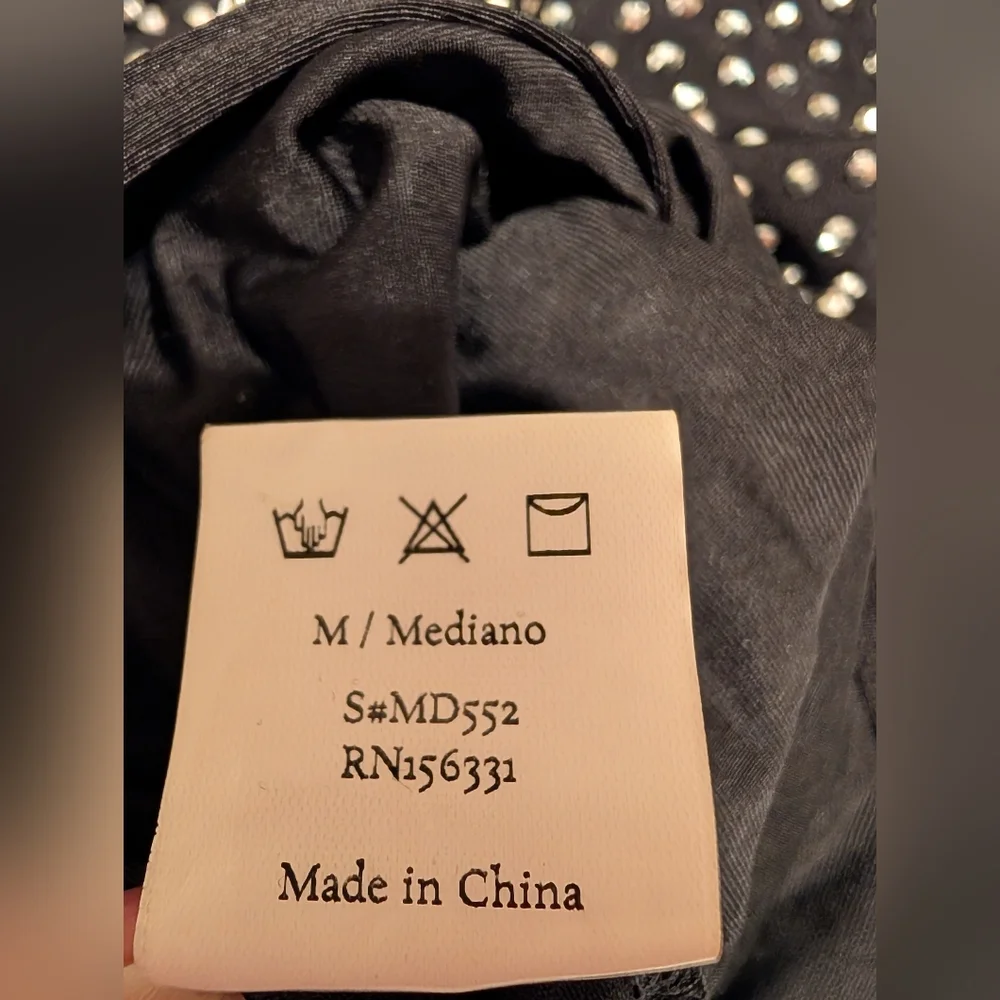 M / Mediano
S#MD552
RN156331
Made in China